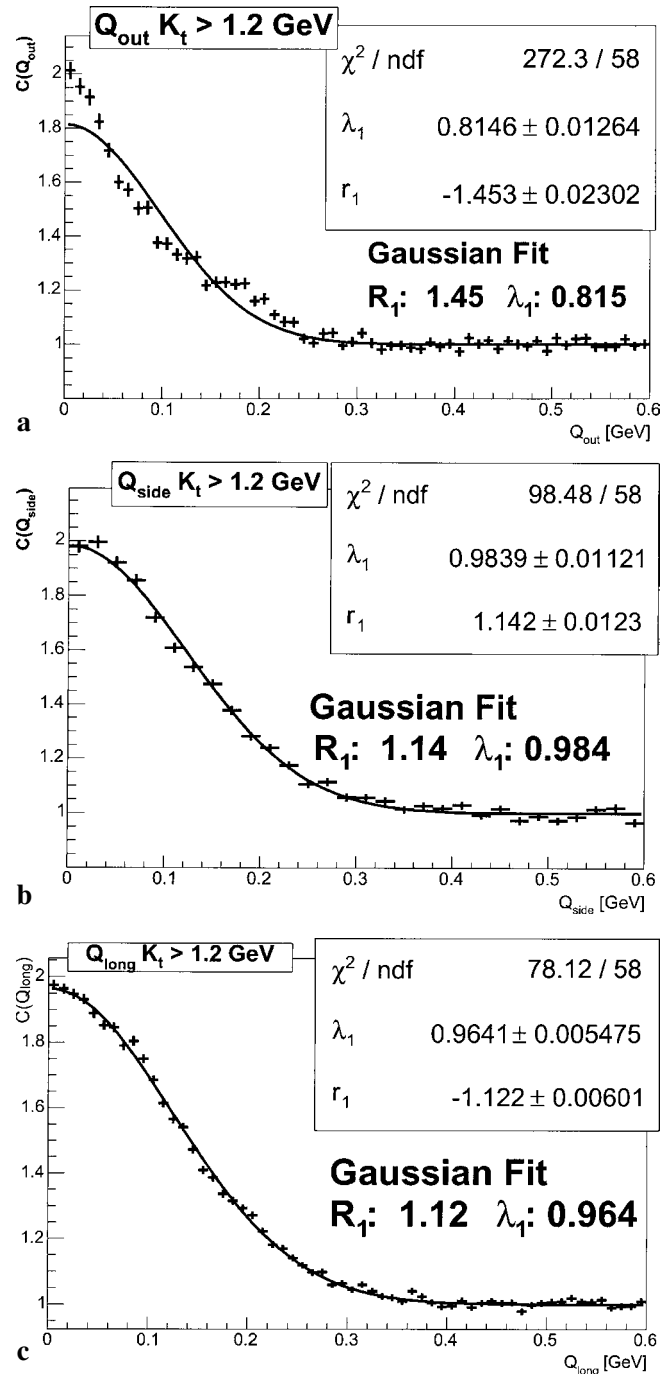 Q_out K_t > 1.2 GeV
C(Q_out)
χ² / ndf 272.3 / 58
λ₁ 0.8146 ± 0.01264
r₁ -1.453 ± 0.02302
Gaussian Fit
R₁: 1.45 λ₁: 0.815
2
1.8
1.6
1.4
1.2
1
0 0.1 0.2 0.3 0.4 0.5 0.6
Q_out [GeV]
a
Q_side K_t > 1.2 GeV
C(Q_side)
χ² / ndf 98.48 / 58
λ₁ 0.9839 ± 0.01121
r₁ 1.142 ± 0.0123
Gaussian Fit
R₁: 1.14 λ₁: 0.984
2
1.8
1.6
1.4
1.2
1
0 0.1 0.2 0.3 0.4 0.5 0.6
Q_side [GeV]
b
Q_long K_t > 1.2 GeV
C(Q_long)
χ² / ndf 78.12 / 58
λ₁ 0.9641 ± 0.005475
r₁ -1.122 ± 0.00601
Gaussian Fit
R₁: 1.12 λ₁: 0.964
2
1.8
1.6
1.4
1.2
1
0 0.1 0.2 0.3 0.4 0.5 0.6
Q_long [GeV]
c